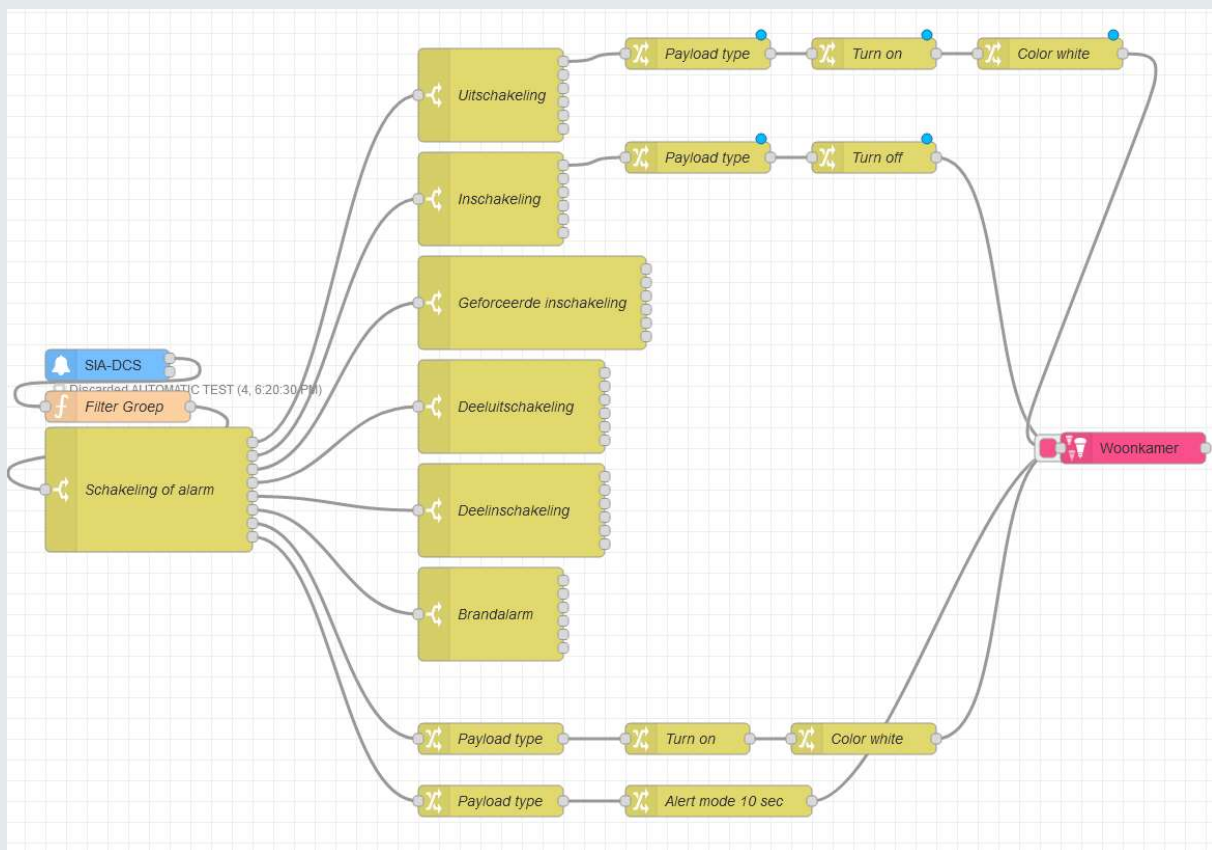 Payload type
Turn on
Color white
Uitschakeling
Payload type
Turn off
Inschakeling
Geforceerde inschakeling
SIA-DCS
Discarded AUTOMATIC TEST (4, 6:20:30 PM)
Filter Groep
Deeluitschakeling
Woonkamer
Schakeling of alarm
Deelinschakeling
Brandalarm
Payload type
Turn on
Color white
Payload type
Alert mode 10 sec